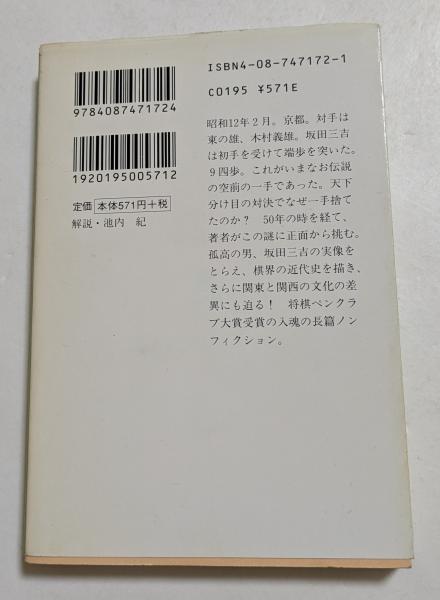 ISBN4-08-747172-1
9784087471724
C0195 ¥571E
1920195005712
定価 本体571円+税
解説・池内 紀
昭和12年2月。京都。対手は
東の雄、木村義雄。坂田三吉
は初手を受けて端歩を突いた。
9四歩。これがいまなお伝説
の空前の一手であった。天下
分け目の対決でなぜ一手捨て
たのか? 50年の時を経て、
著者がこの謎に正面から挑む。
孤高の男、坂田三吉の実像を
とらえ、棋界の近代史を描き、
さらに関東と関西の文化の差
異にも迫る! 将棋ペンクラ
ブ大賞受賞の入魂の長篇ノン
フィクション。